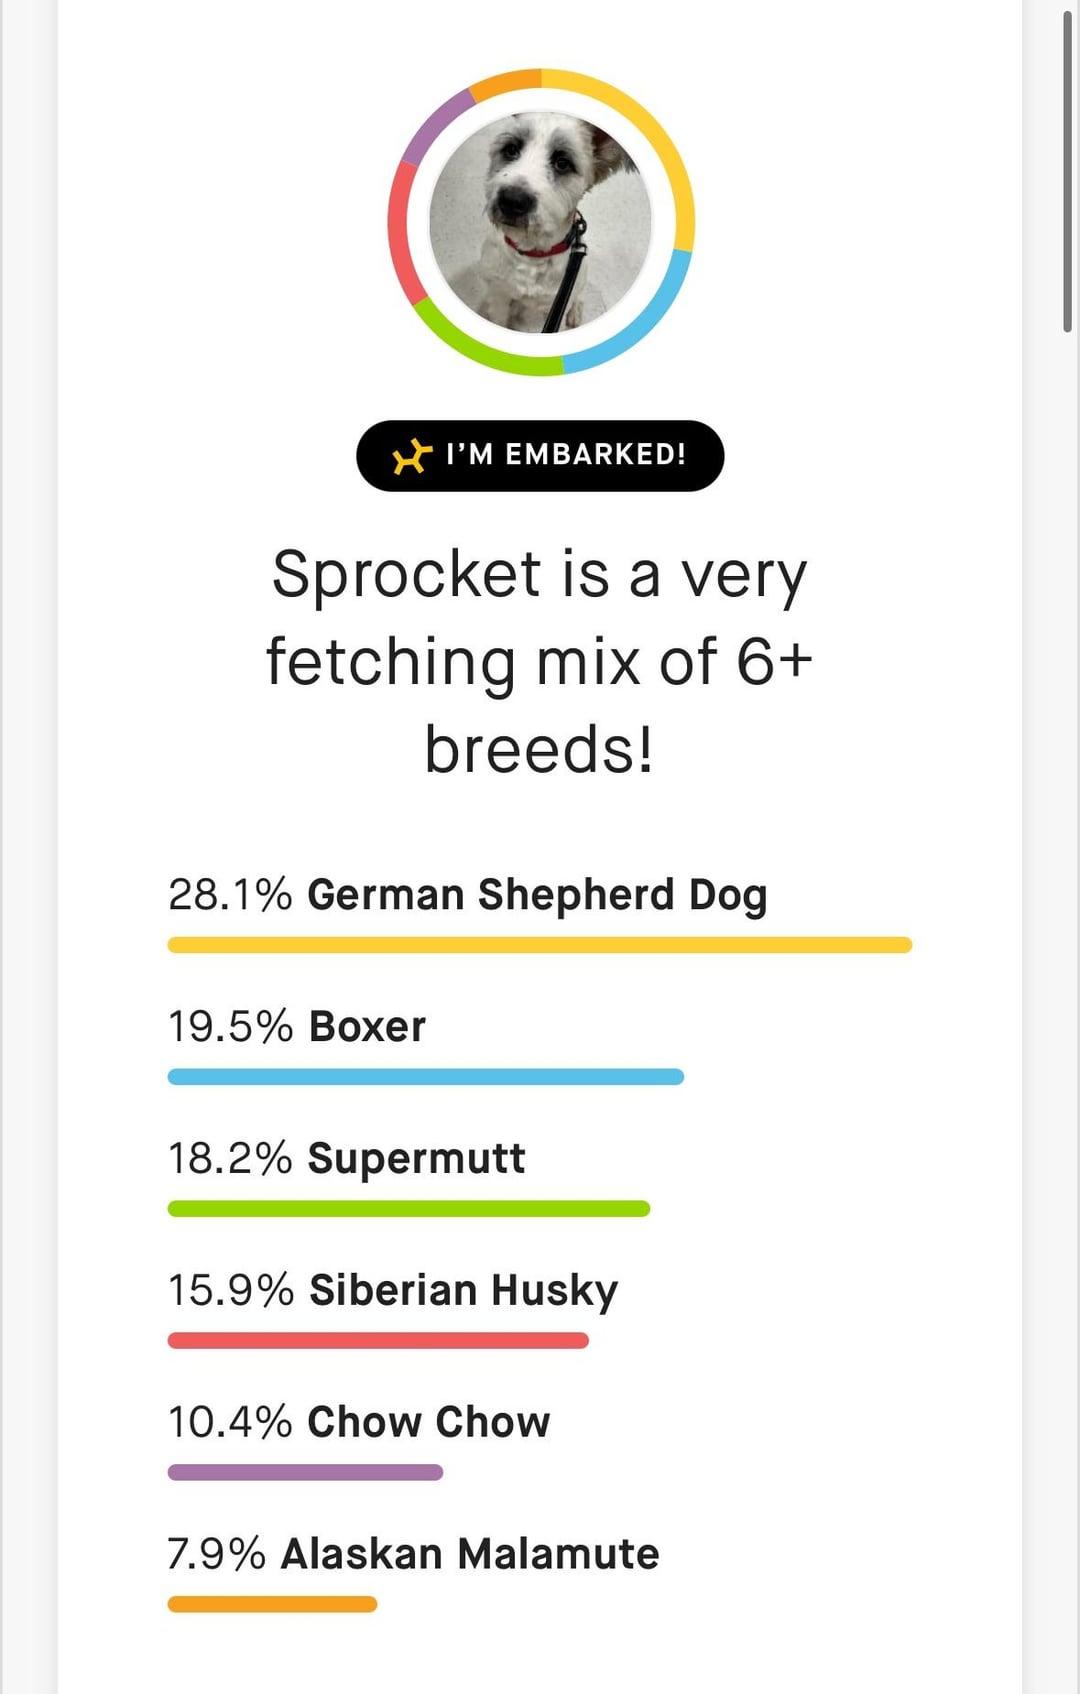 I’M EMBARKED!
Sprocket is a very
fetching mix of 6+
breeds!
28.1% German Shepherd Dog
19.5% Boxer
18.2% Supermutt
15.9% Siberian Husky
10.4% Chow Chow
7.9% Alaskan Malamute